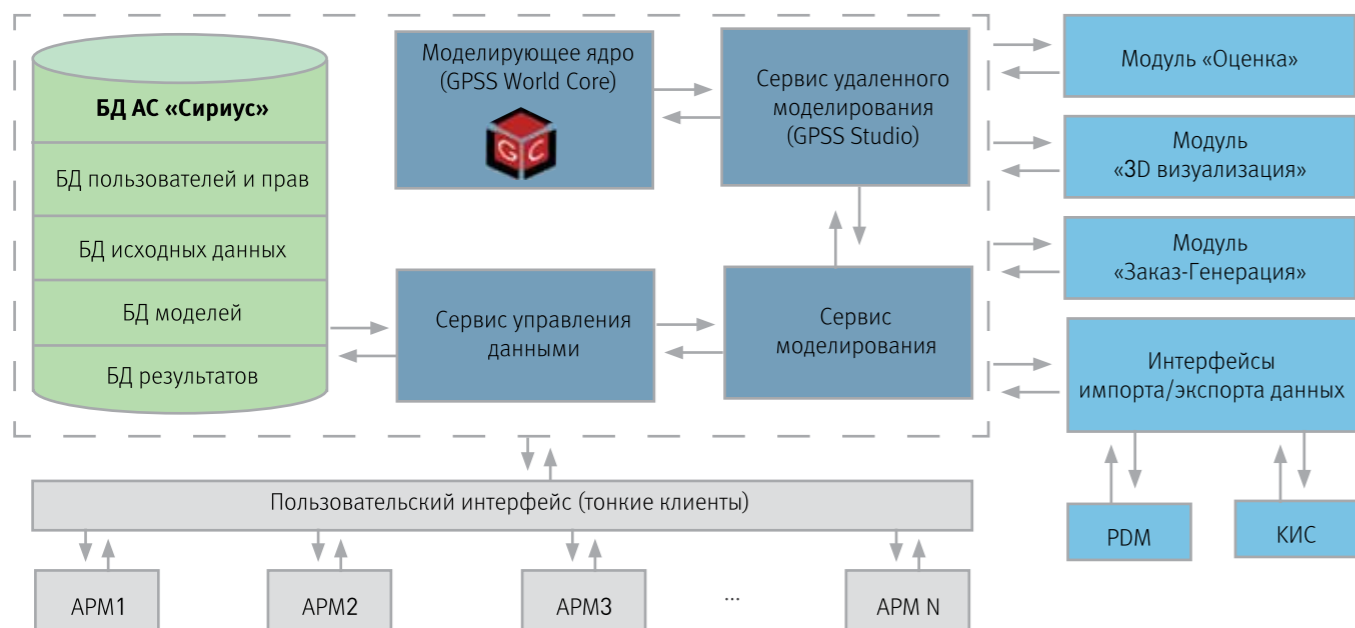 БД АС «Сириус»
БД пользователей и прав
БД исходных данных
БД моделей
БД результатов
Моделирующее ядро
(GPSS World Core)
G C
Сервис удаленного
моделирования
(GPSS Studio)
Сервис управления
данными
Сервис
моделирования
Модуль «Оценка»
Модуль
«3D визуализация»
Модуль
«Заказ-Генерация»
Интерфейсы
импорта/экспорта данных
PDM
КИС
Пользовательский интерфейс (тонкие клиенты)
АРМ1
АРМ2
АРМ3
...
АРМ N